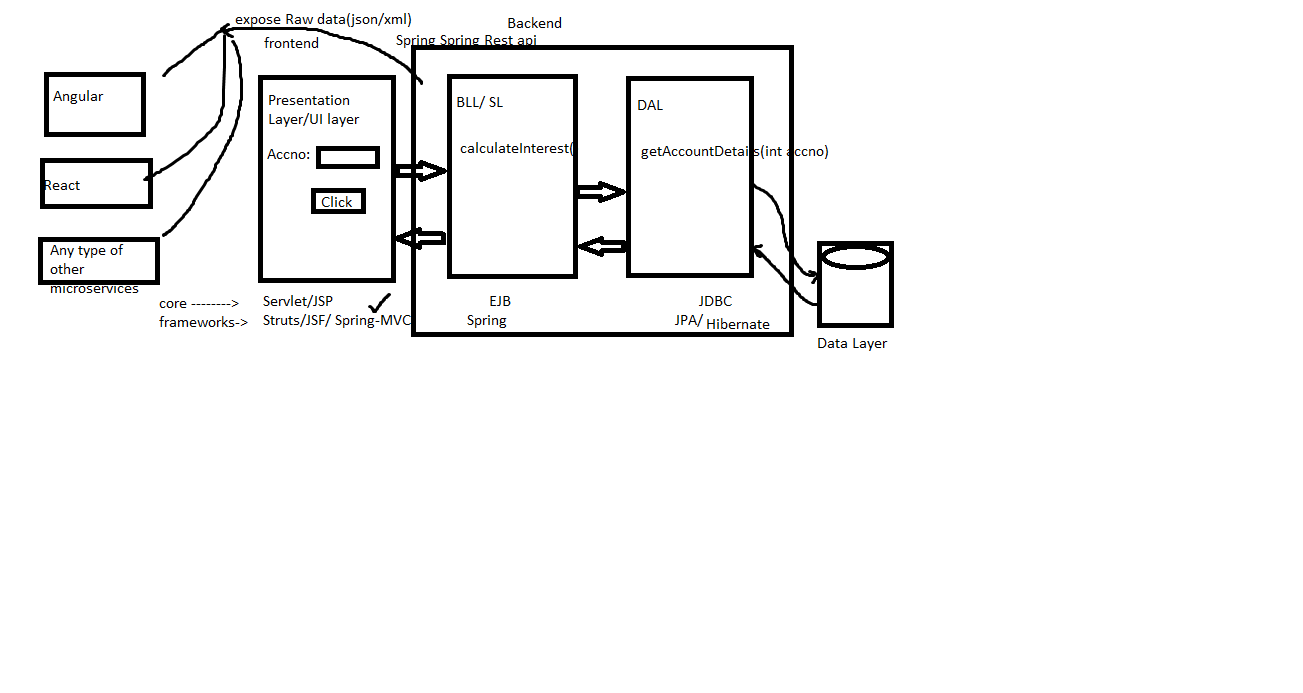 expose Raw data(json/xml)
Backend
frontend
Spring Spring Rest api
Angular
React
Any type of
other
microservices
Presentation
Layer/UI layer
Accno:
Click
BLL/ SL
calculateInterest(
DAL
getAccountDetails(int accno)
core -------->
frameworks->
Servlet/JSP
Struts/JSF/ Spring-MVC
EJB
Spring
JDBC
JPA/ Hibernate
Data Layer